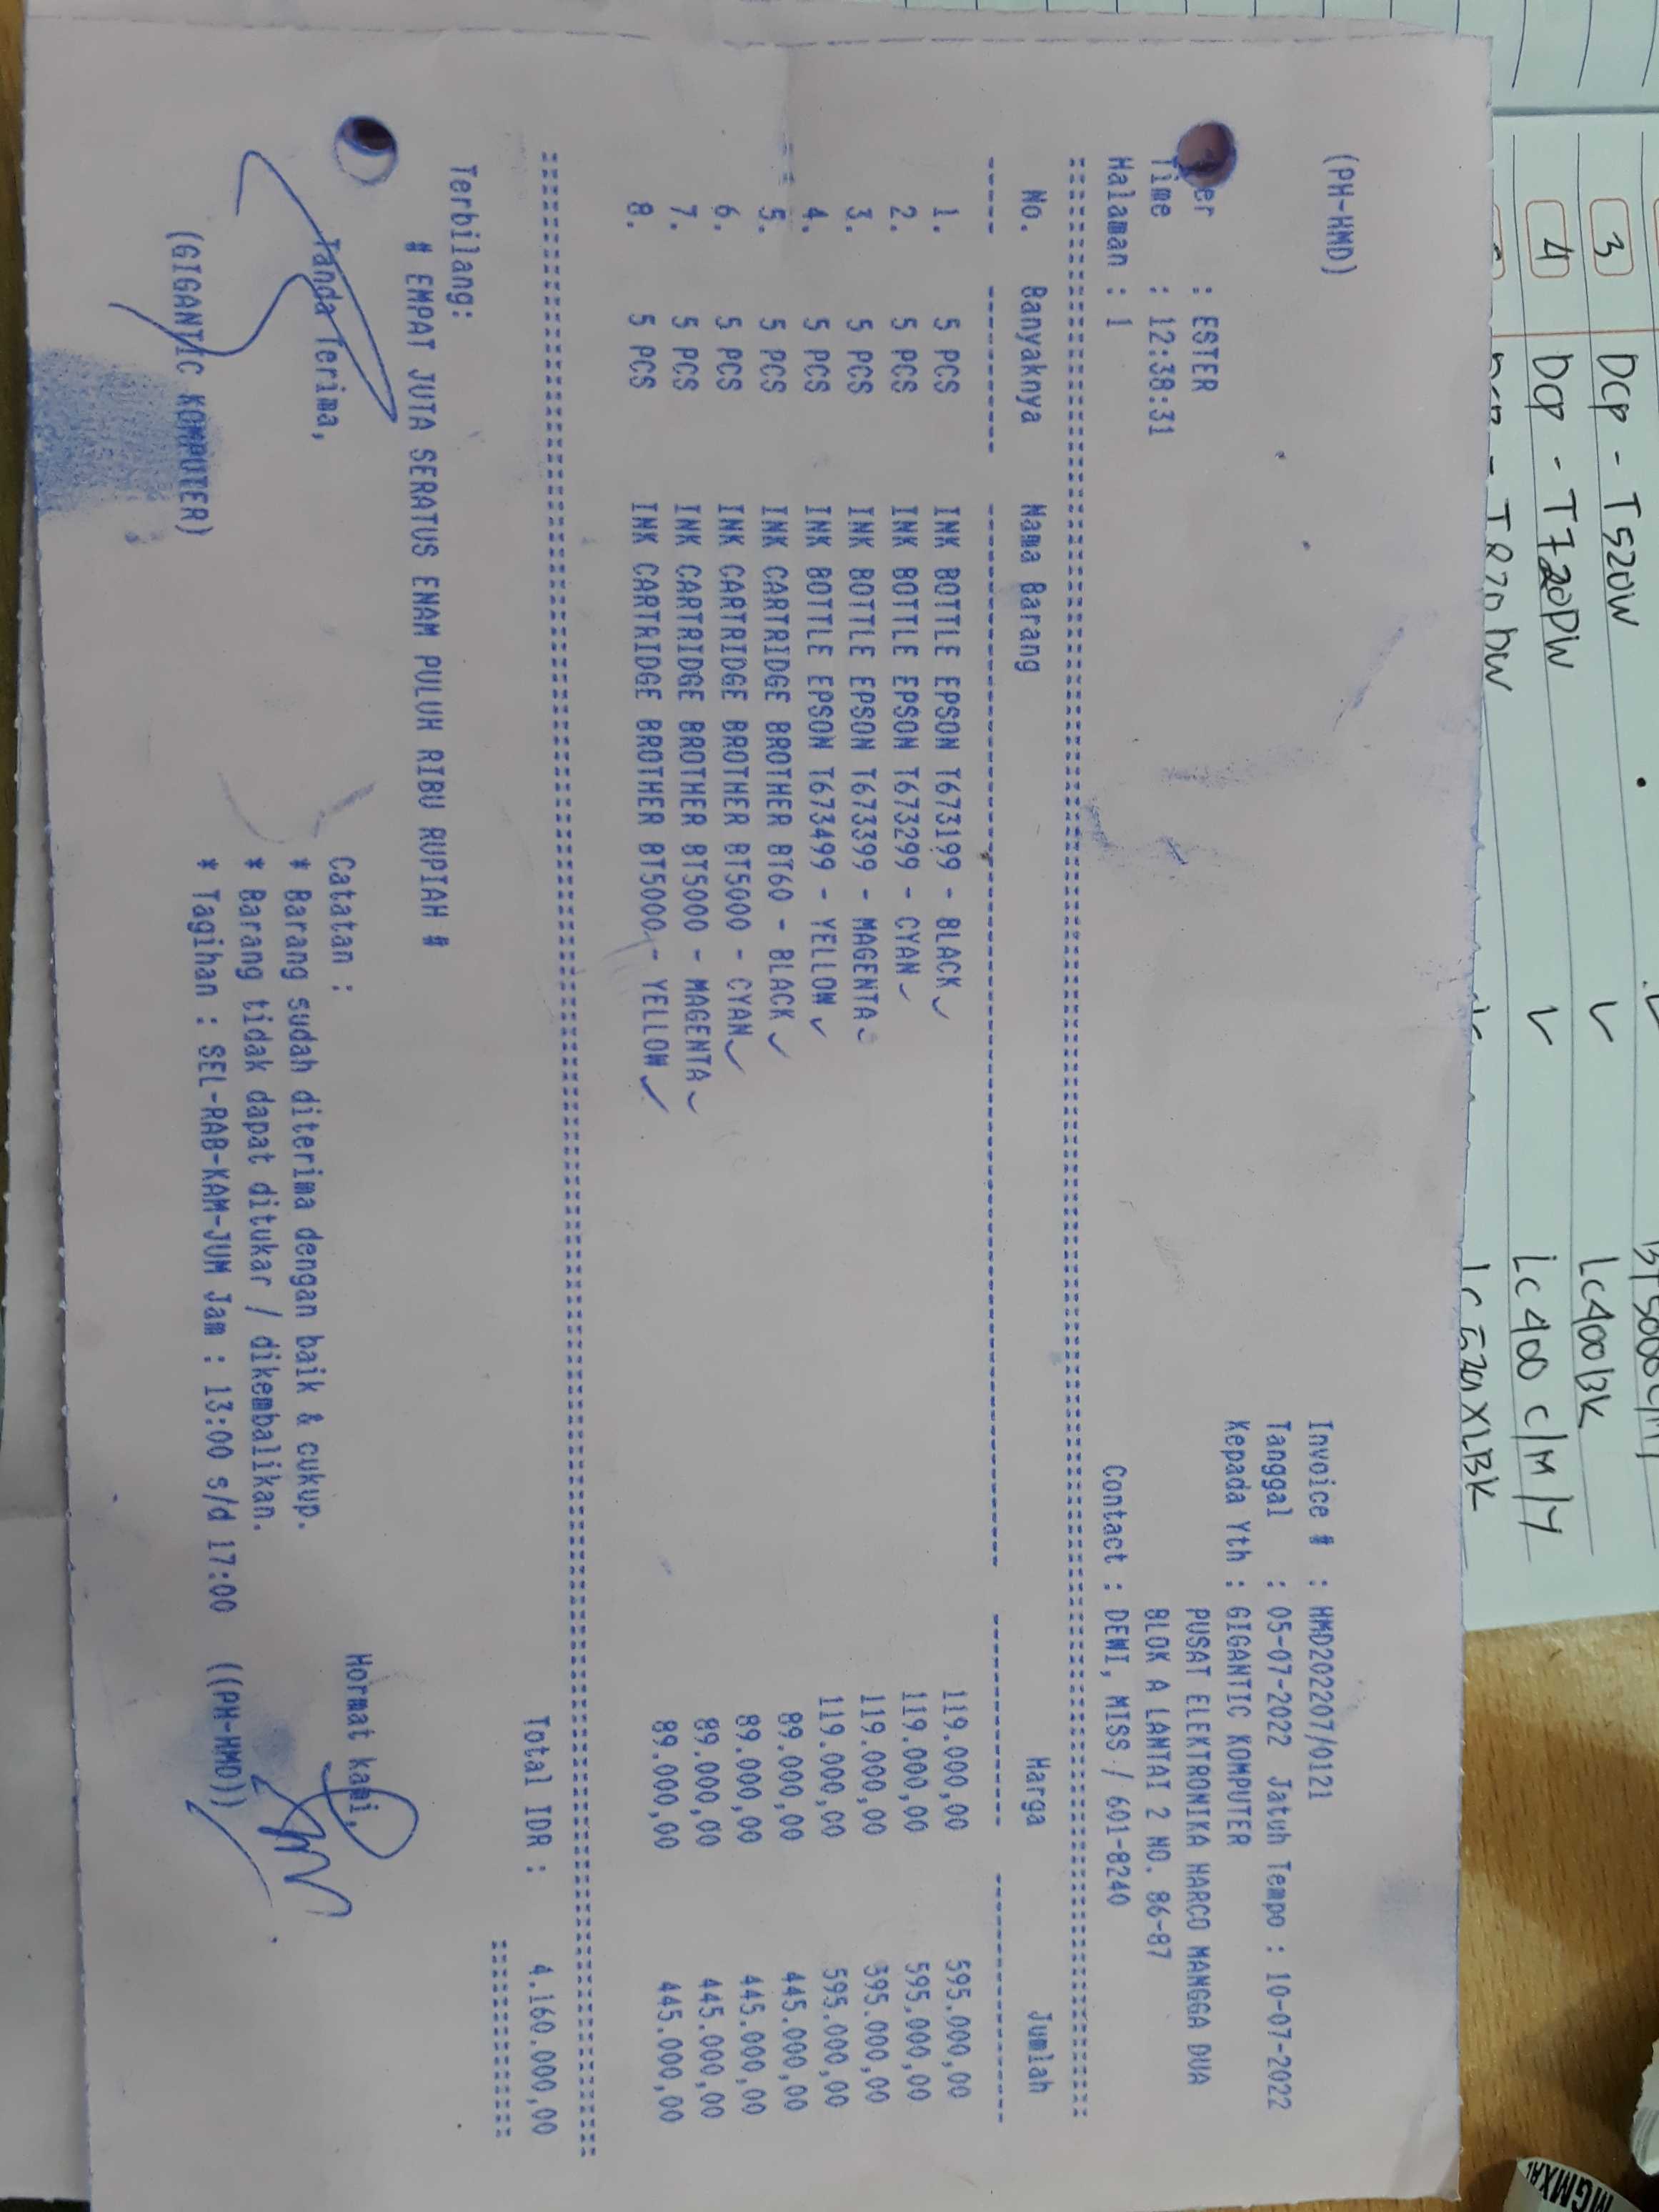 (PH-HMD)
Invoice # : HMD202207/0121
Tanggal : 05-07-2022 Jatuh Tempo : 10-07-2022
Kepada Yth : GIGANTIC KOMPUTER
PUSAT ELEKTRONIKA HARCO MANGGA DUA
BLOK A LANTAI 2 NO. 86-87
Contact : DEWI, MISS / 601-8240
: ESTER
Time : 12:38:31
Halaman : 1
No. Banyaknya Nama Barang Harga Jumlah
1. 5 PCS INK BOTTLE EPSON T673199 - BLACK 119.000,00 595.000,00
2. 5 PCS INK BOTTLE EPSON T673299 - CYAN 119.000,00 595.000,00
3. 5 PCS INK BOTTLE EPSON T673399 - MAGENTA 119.000,00 595.000,00
4. 5 PCS INK BOTTLE EPSON T673499 - YELLOW 119.000,00 595.000,00
5. 5 PCS INK CARTRIDGE BROTHER BT60 - BLACK 89.000,00 445.000,00
6. 5 PCS INK CARTRIDGE BROTHER BT5000 - CYAN 89.000,00 445.000,00
7. 5 PCS INK CARTRIDGE BROTHER BT5000 - MAGENTA 89.000,00 445.000,00
8. 5 PCS INK CARTRIDGE BROTHER BT5000 - YELLOW 89.000,00 445.000,00
Total IDR : 4.160.000,00
Terbilang:
# EMPAT JUTA SERATUS ENAM PULUH RIBU RUPIAH #
Tanda Terima,
(GIGANTIC KOMPUTER)
Catatan :
* Barang sudah diterima dengan baik & cukup.
* Barang tidak dapat ditukar / dikembalikan.
* Tagihan : SEL-RAB-KAM-JUM Jam : 13:00 s/d 17:00
Hormat kami,
((PH-HMD))
3 DCP - T520W ✓ LC400BK
4 DCP - T720DW ✓ LC400 C/M/Y